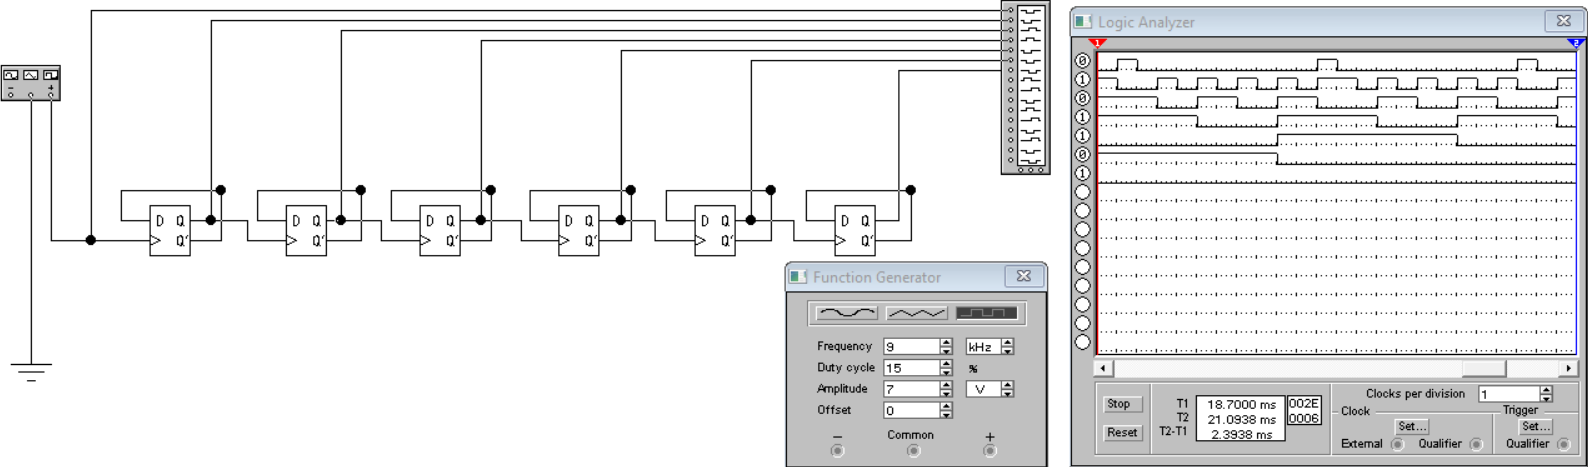 Logic Analyzer
1
2
0
1
0
1
1
0
1
− +
D Q
Q'
D Q
Q'
D Q
Q'
D Q
Q'
D Q
Q'
D Q
Q'
Function Generator
Frequency 9 kHz
Duty cycle 15 %
Amplitude 7 V
Offset 0
− Common +
Clocks per division 1
Stop T1 18.7000 ms 002E Clock Trigger
T2 21.0938 ms 0006 Set... Set...
Reset T2-T1 2.3938 ms External Qualifier Qualifier